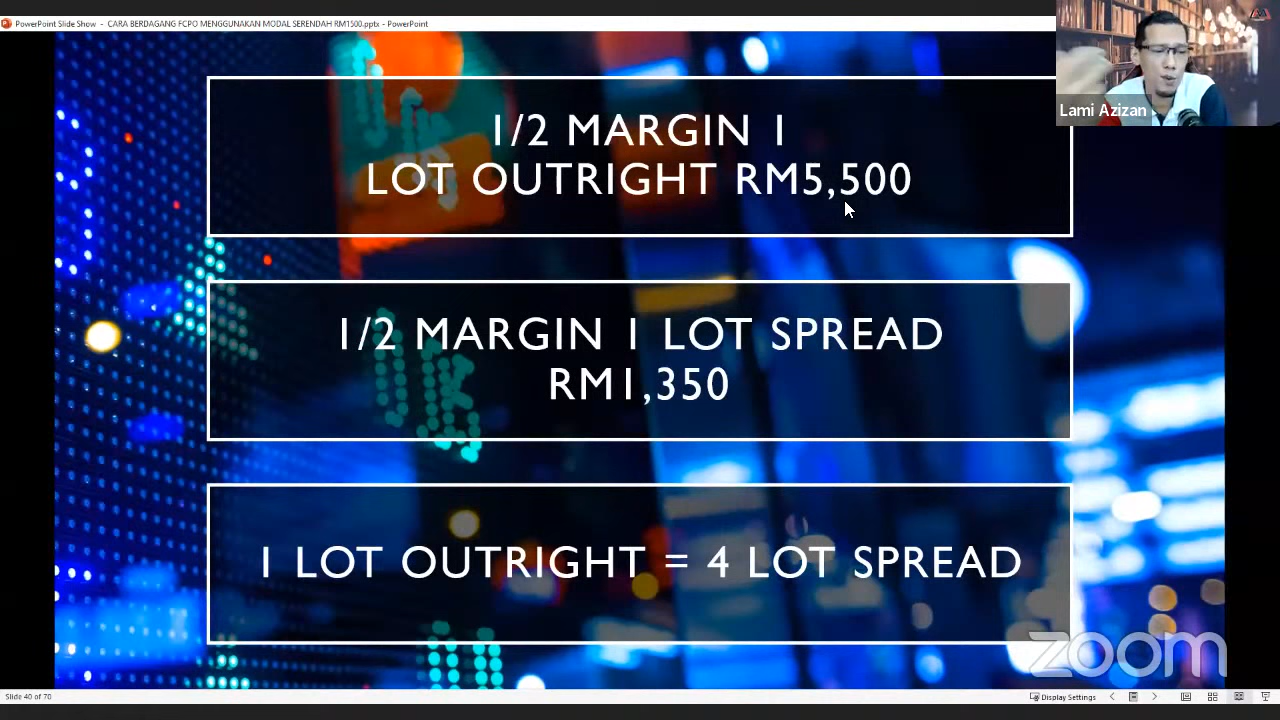 PowerPoint Slide Show - CARA BERDAGANG FCPO MENGGUNAKAN MODAL SERENDAH RM1500.pptx - PowerPoint
Lami Azizan
1/2 MARGIN 1
LOT OUTRIGHT RM5,500
1/2 MARGIN 1 LOT SPREAD
RM1,350
1 LOT OUTRIGHT = 4 LOT SPREAD
zoom
Slide 40 of 70
Display Settings